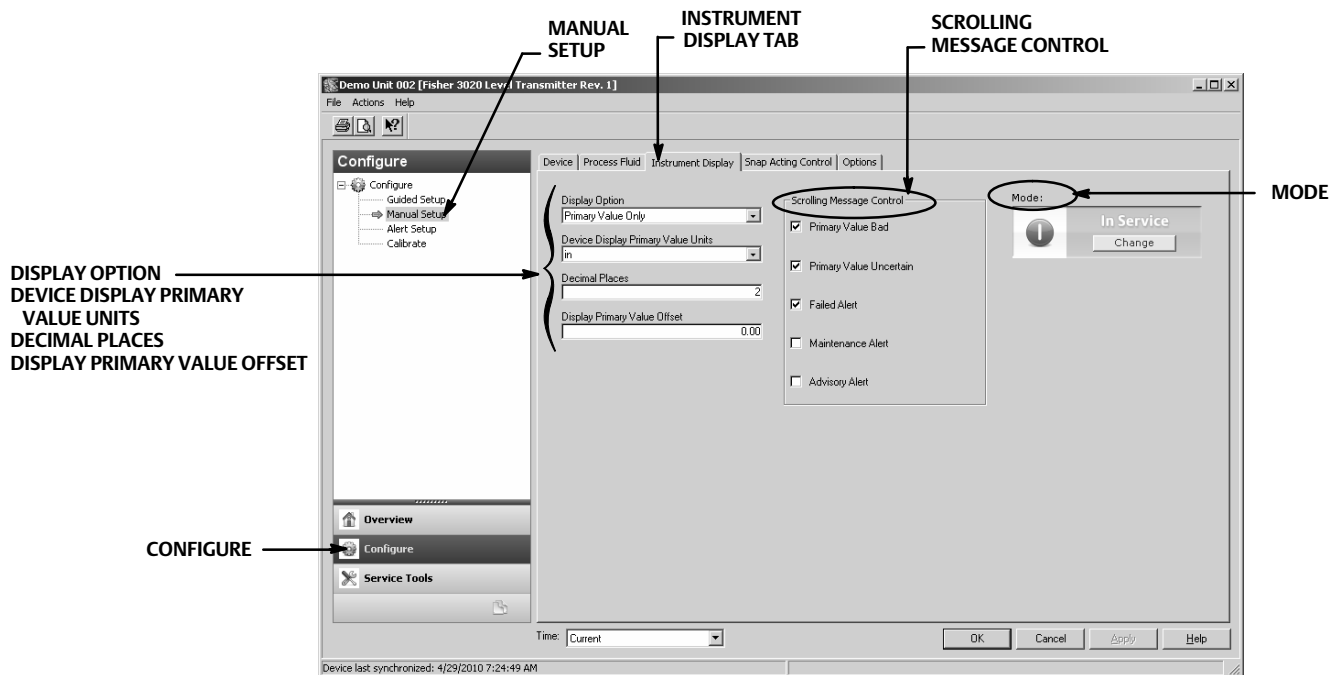 MANUAL
SETUP
INSTRUMENT
DISPLAY TAB
SCROLLING
MESSAGE CONTROL
Demo Unit 002 [Fisher 3020 Level Transmitter Rev. 1]
File Actions Help
Configure
Configure
Guided Setup
Manual Setup
Alert Setup
Calibrate
Device Process Fluid Instrument Display Snap Acting Control Options
Display Option
Primary Value Only
Device Display Primary Value Units
in
Decimal Places
2
Display Primary Value Offset
0.00
Scrolling Message Control
Primary Value Bad
Primary Value Uncertain
Failed Alert
Maintenance Alert
Advisory Alert
Mode:
In Service
Change
MODE
DISPLAY OPTION
DEVICE DISPLAY PRIMARY
VALUE UNITS
DECIMAL PLACES
DISPLAY PRIMARY VALUE OFFSET
Overview
Configure
Service Tools
CONFIGURE
Time: Current
OK Cancel Apply Help
Device last synchronized: 4/29/2010 7:24:49 AM